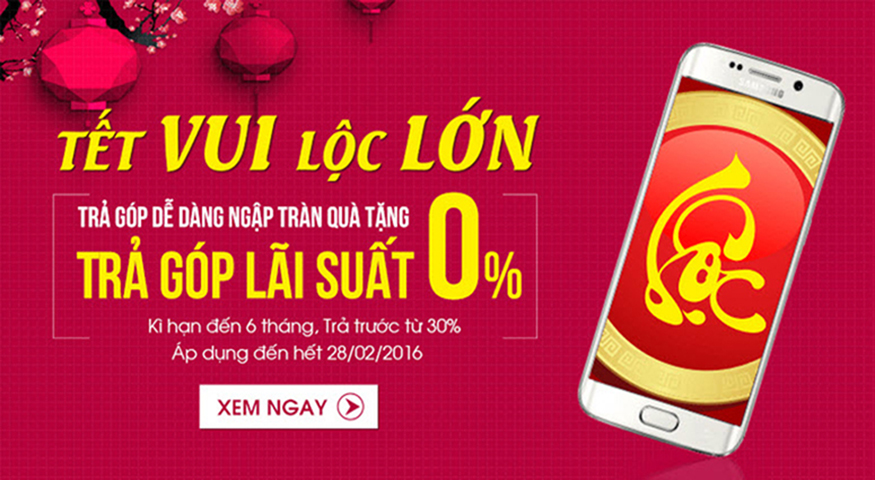 TẾT VUI LỘC LỚN
TRẢ GÓP DỄ DÀNG NGẬP TRÀN QUÀ TẶNG
TRẢ GÓP LÃI SUẤT 0%
Kì hạn đến 6 tháng, Trả trước từ 30%
Áp dụng đến hết 28/02/2016
XEM NGAY
SAMSUNG
Lộc